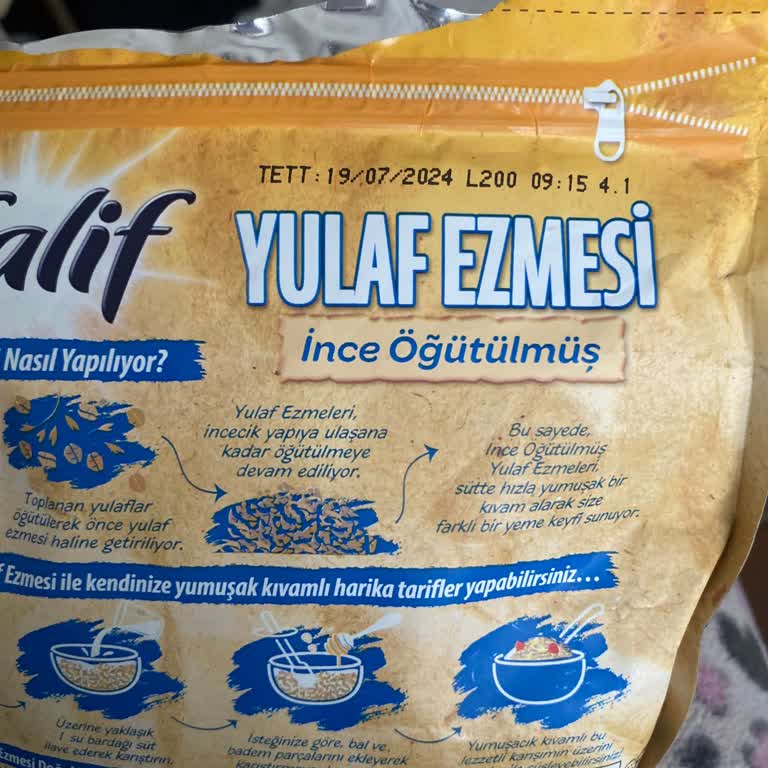 TETT: 19/07/2024 L200 09:15 4.1
alif
YULAF EZMESİ
İnce Öğütülmüş
Nasıl Yapılıyor?
Toplanan yulaflar
öğütülerek önce yulaf
ezmesi haline getiriliyor.
Yulaf Ezmeleri,
incecik yapıya ulaşana
kadar öğütülmeye
devam ediliyor.
Bu sayede,
İnce Öğütülmüş
Yulaf Ezmeleri,
sütte hızla yumuşak bir
kıvam alarak size
farklı bir yeme keyfi sunuyor.
Ezmesi ile kendinize yumuşak kıvamlı harika tarifler yapabilirsiniz...
Üzerine yaklaşık
1 su bardağı süt
ilave ederek karıştırın.
İsteğinize göre, bal ve
badem parçalarını ekleyerek
Yumuşacık kıvamlı bu
lezzetli karışımın üzerini
Ezmesi